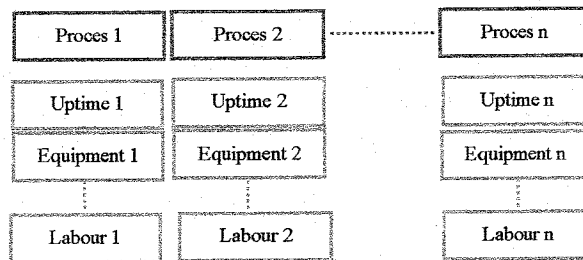 Proces 1 Proces 2 Proces n
Uptime 1 Uptime 2 Uptime n
Equipment 1 Equipment 2 Equipment n
Labour 1 Labour 2 Labour n